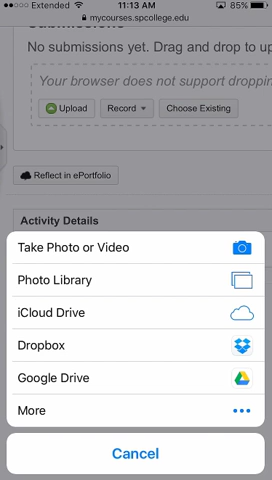 Extended
11:13 AM
85%
mycourses.spcollege.edu
Submissions
No submissions yet. Drag and drop to up
Your browser does not support droppin
Upload Record Choose Existing
Reflect in ePortfolio
Activity Details
Take Photo or Video
Photo Library
iCloud Drive
Dropbox
Google Drive
More
Cancel